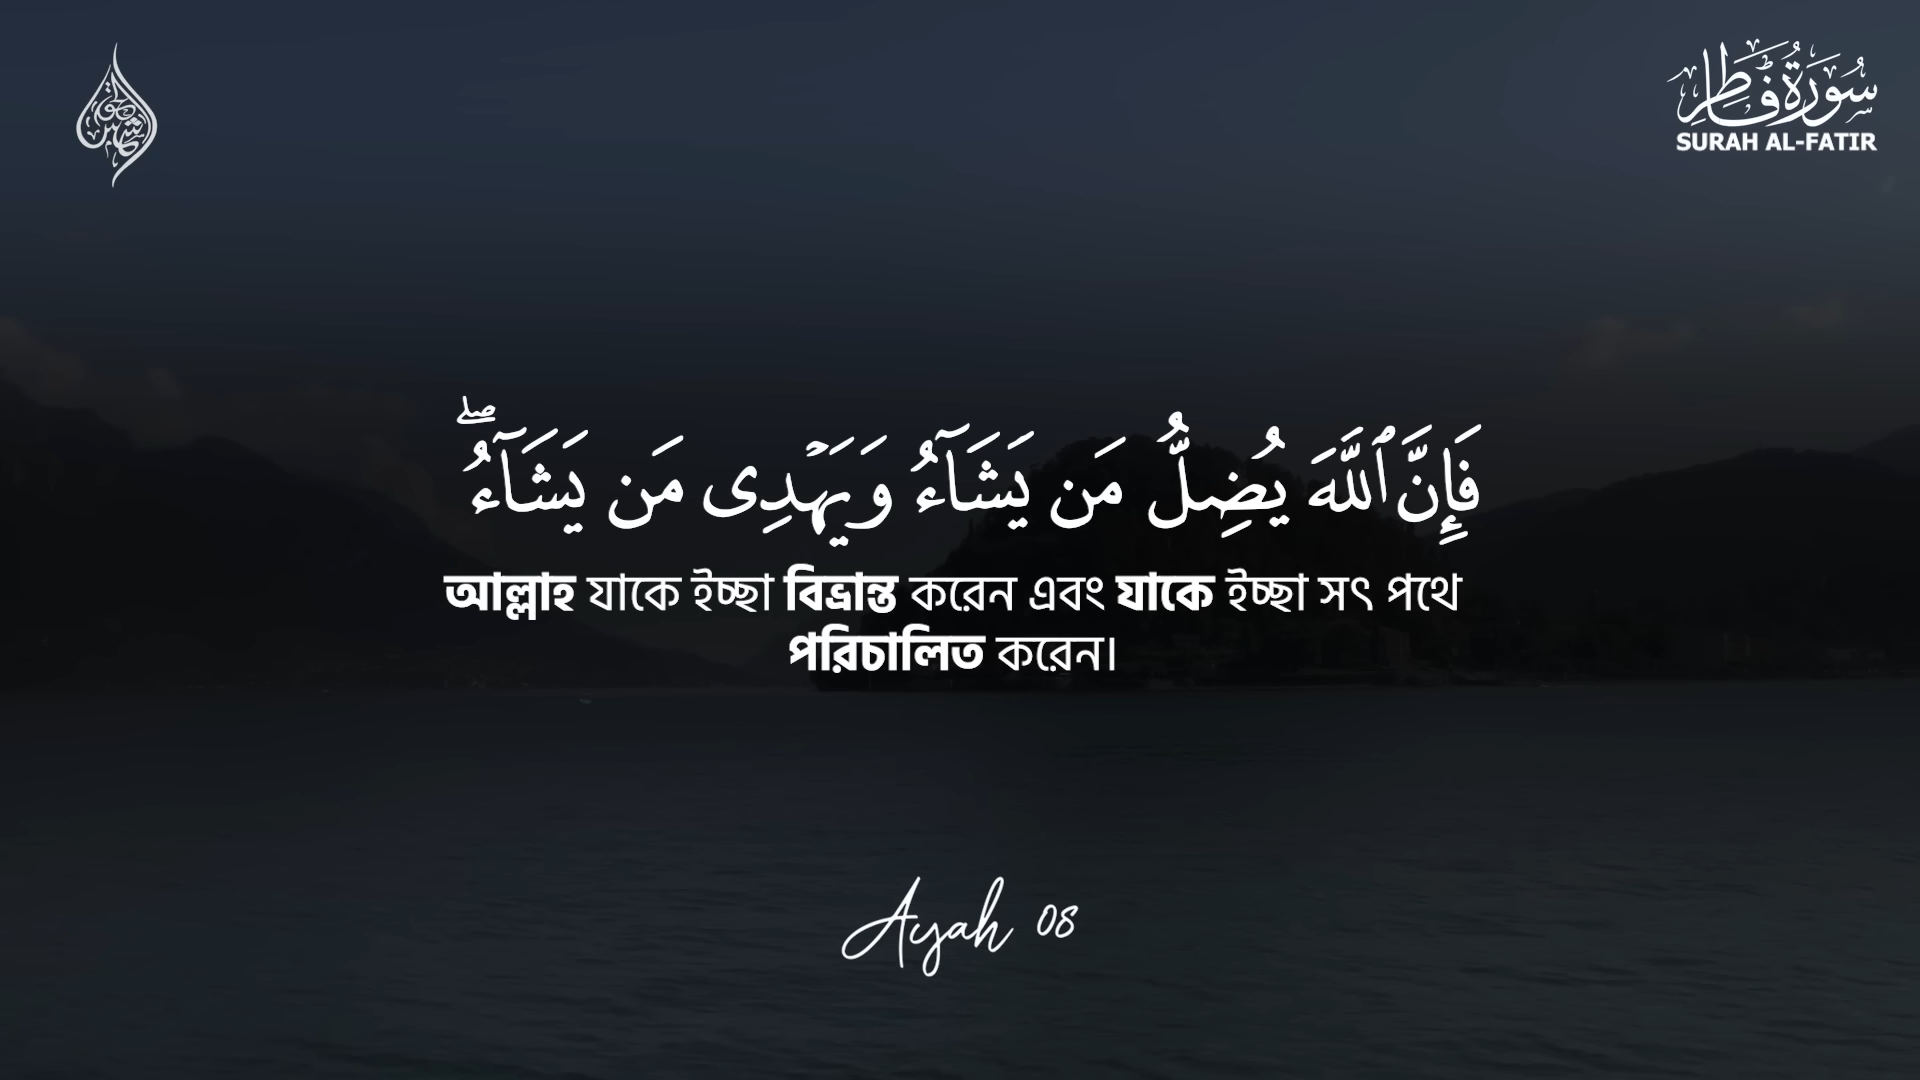 سُورَةُ فَاطِرِ
SURAH AL-FATIR
فَإِنَّ ٱللَّهَ يُضِلُّ مَن يَشَآءُ وَيَهْدِى مَن يَشَآءُ ۖ
আল্লাহ যাকে ইচ্ছা বিভ্রান্ত করেন এবং যাকে ইচ্ছা সৎ পথে
পরিচালিত করেন।
Ayah 08